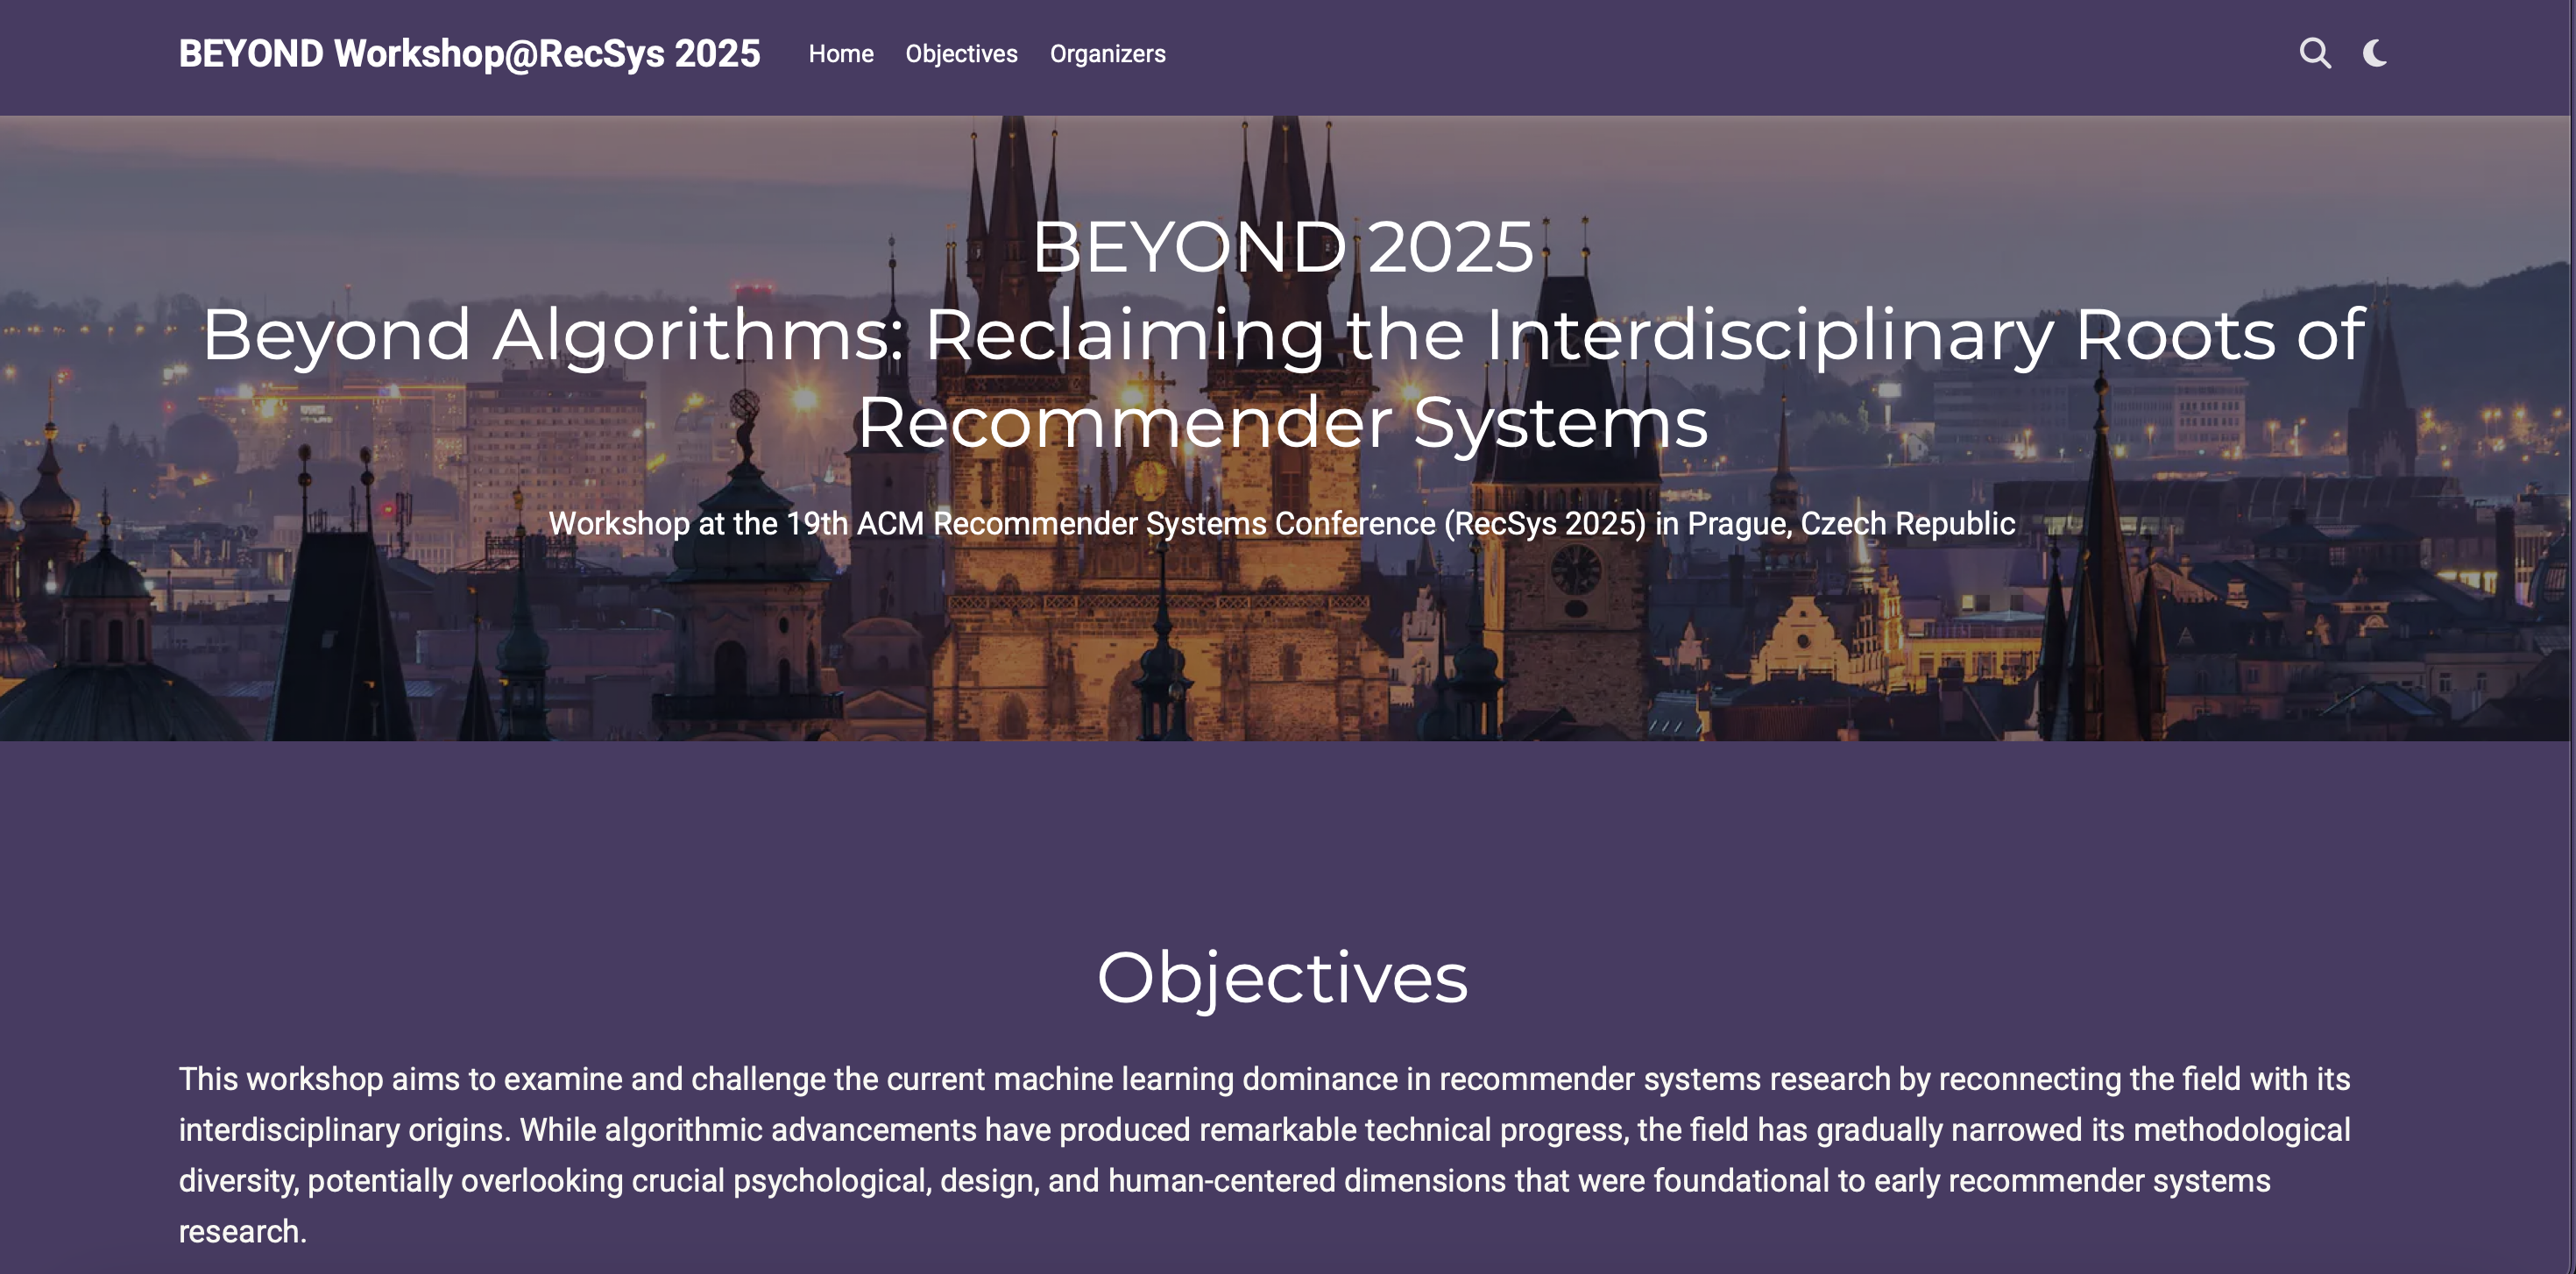 BEYOND Workshop@RecSys 2025 Home Objectives Organizers
BEYOND 2025
Beyond Algorithms: Reclaiming the Interdisciplinary Roots of
Recommender Systems
Workshop at the 19th ACM Recommender Systems Conference (RecSys 2025) in Prague, Czech Republic
Objectives
This workshop aims to examine and challenge the current machine learning dominance in recommender systems research by reconnecting the field with its
interdisciplinary origins. While algorithmic advancements have produced remarkable technical progress, the field has gradually narrowed its methodological
diversity, potentially overlooking crucial psychological, design, and human-centered dimensions that were foundational to early recommender systems
research.